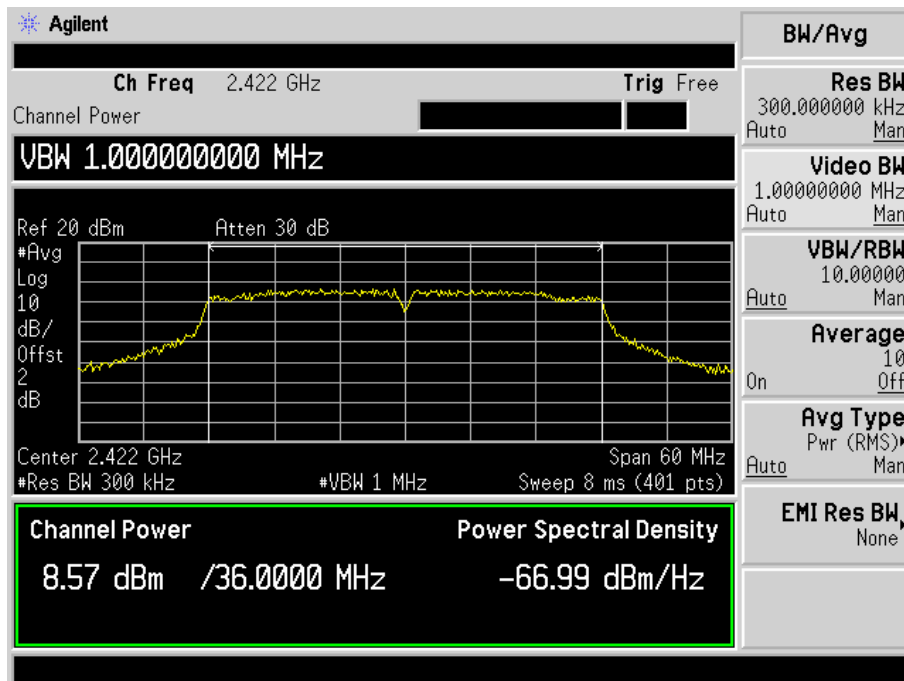 Agilent
Ch Freq 2.422 GHz Trig Free
Channel Power
VBW 1.000000000 MHz
Ref 20 dBm Atten 30 dB
#Avg
Log
10
dB/
Offst
2
dB
Center 2.422 GHz Span 60 MHz
#Res BW 300 kHz #VBW 1 MHz Sweep 8 ms (401 pts)
Channel Power Power Spectral Density
8.57 dBm /36.0000 MHz -66.99 dBm/Hz
BW/Avg
Res BW
300.000000 kHz
Auto Man
Video BW
1.00000000 MHz
Auto Man
VBW/RBW
10.00000
Auto Man
Average
10
On Off
Avg Type
Pwr (RMS)
Auto Man
EMI Res BW
None